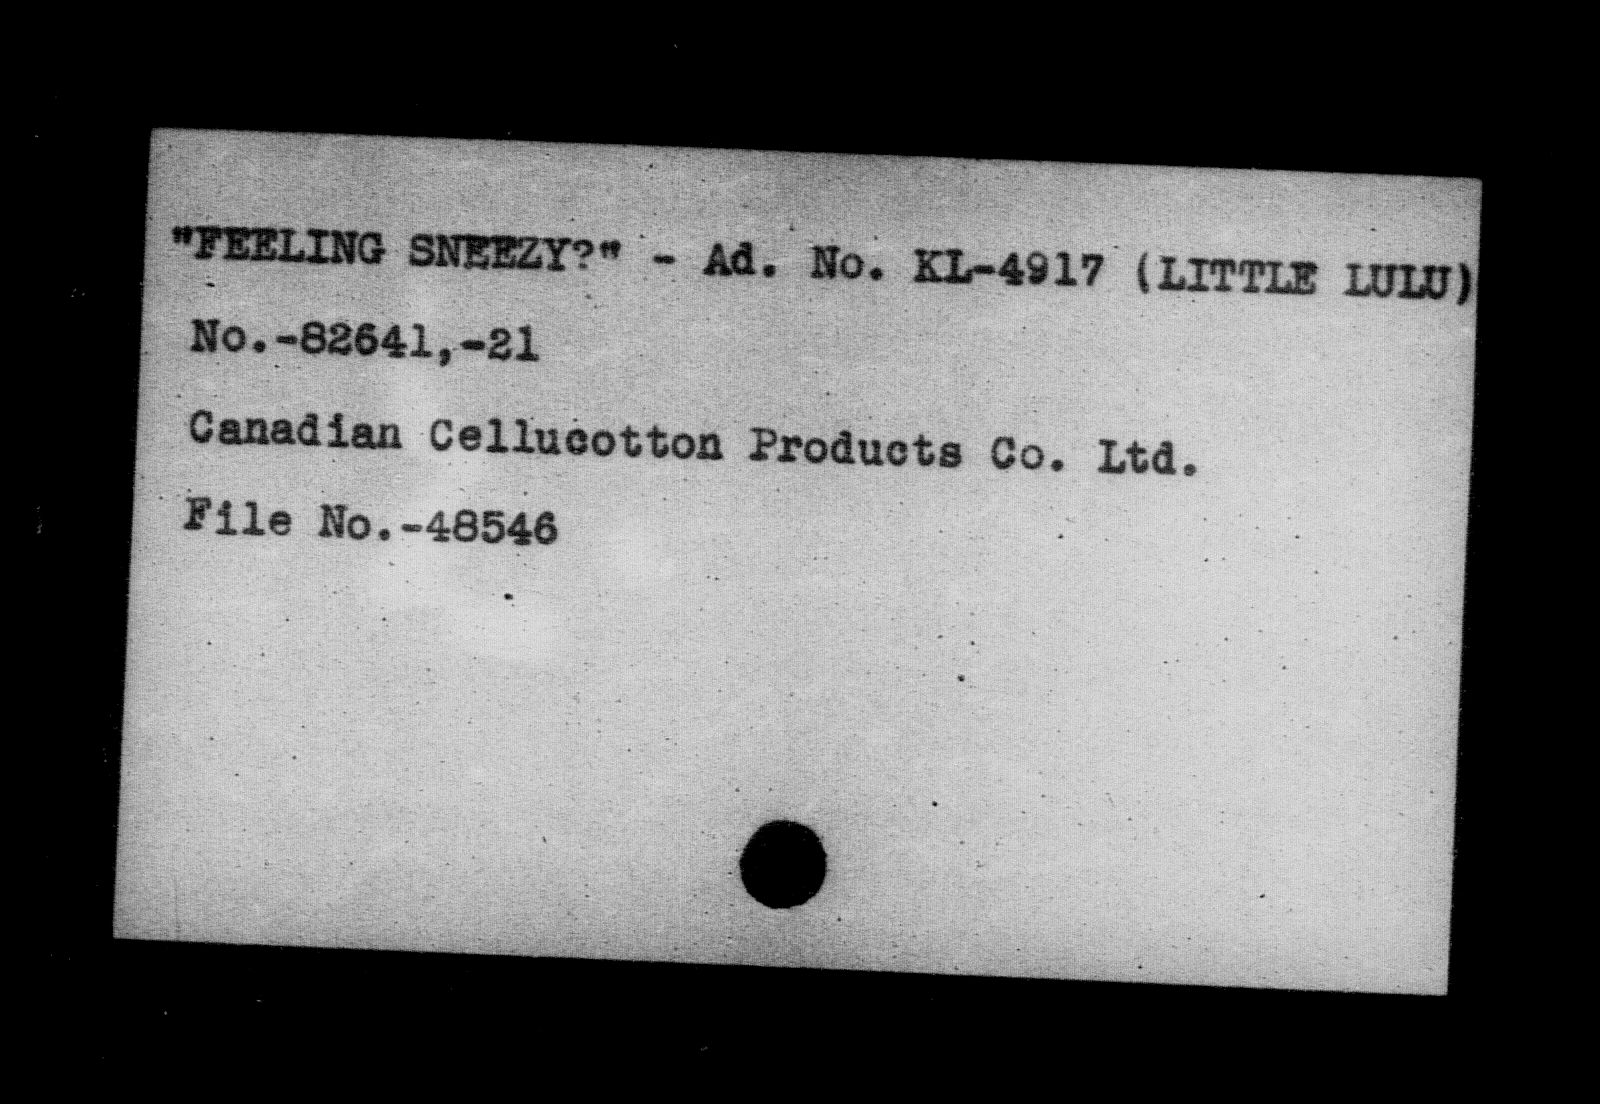 "FEELING SNEEZY?" - Ad. No. KL-4917 (LITTLE LULU)
No.-82641,-21
Canadian Cellucotton Products Co. Ltd.
File No.-48546